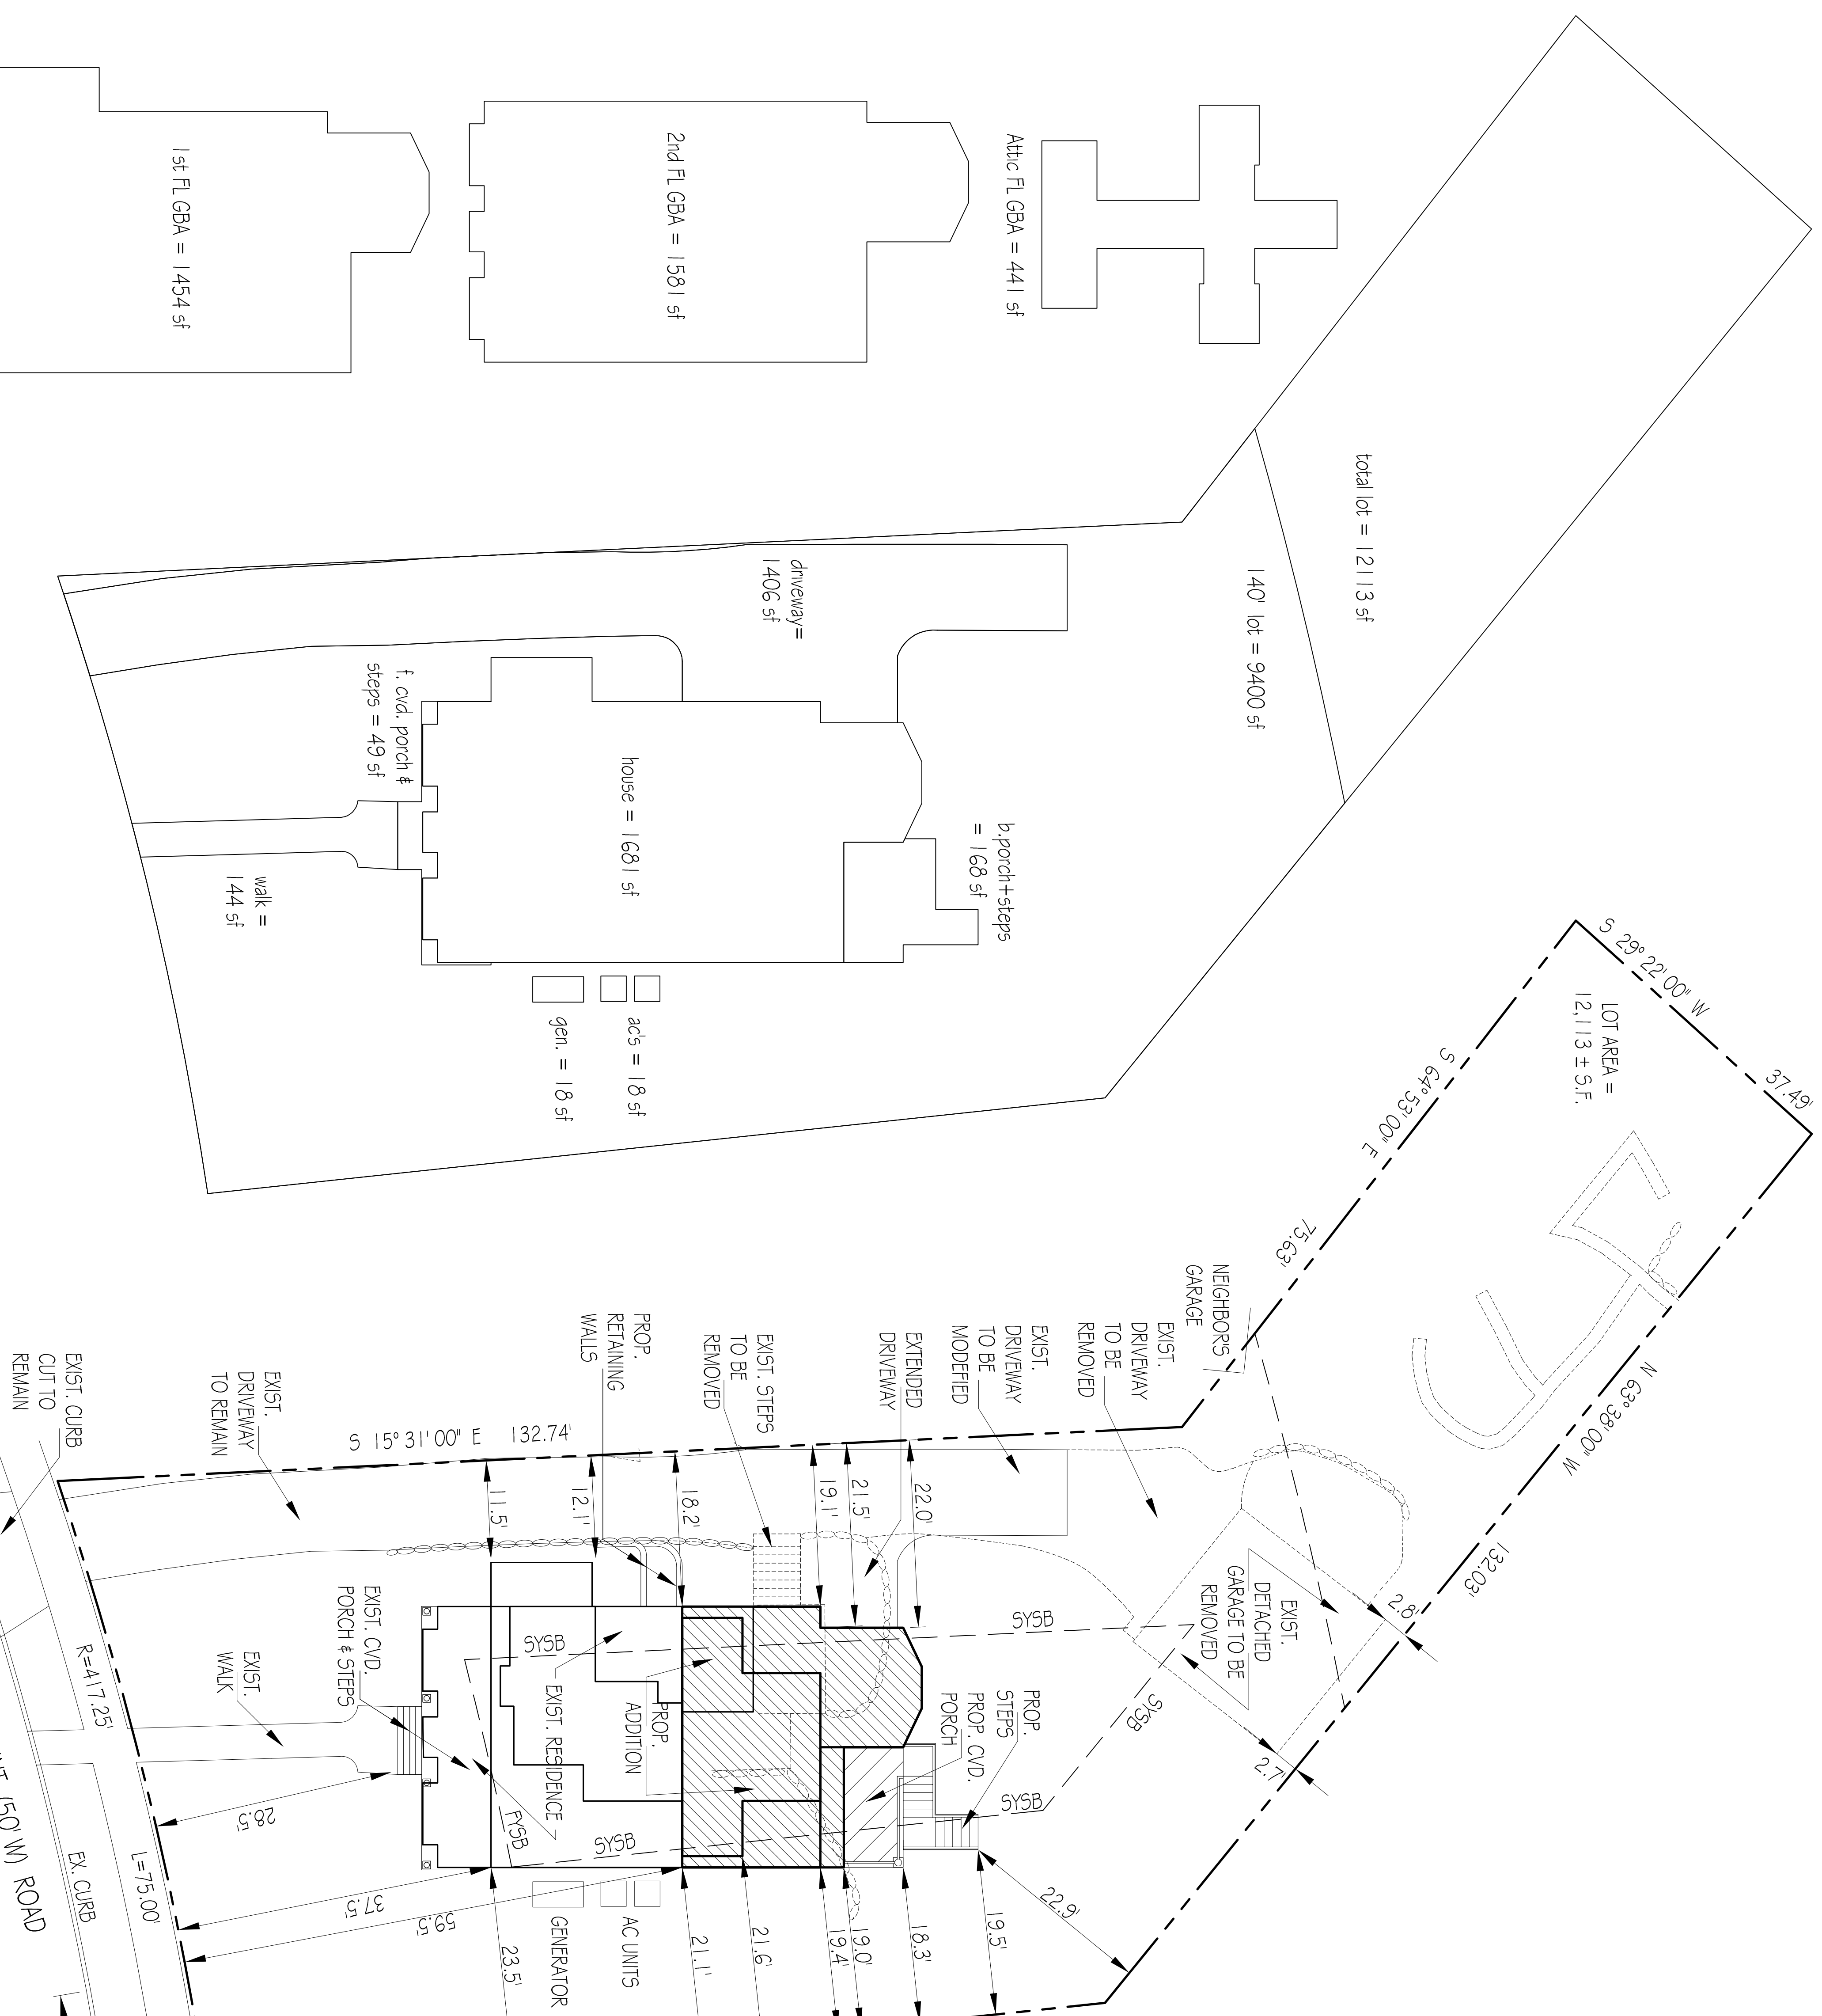 Attic FL GBA = 441 sf
2nd FL GBA = 1581 sf
1st FL GBA = 1454 sf
total lot = 12113 sf
140' lot = 9400 sf
driveway=
1406 sf
f. cvd. porch &
steps = 49 sf
house = 1681 sf
b.porch+steps
= 168 sf
walk =
144 sf
ac's = 18 sf
gen. = 18 sf
S 29° 22' 00" W
37.49'
LOT AREA =
12,113 ± S.F.
S 64° 53' 00" E
75.63'
N 63° 38' 00" W
132.03'
NEIGHBOR'S
GARAGE
EXIST.
DRIVEWAY
TO BE
REMOVED
EXIST.
DRIVEWAY
TO BE
MODEFIED
EXTENDED
DRIVEWAY
EXIST. STEPS
TO BE
REMOVED
PROP.
RETAINING
WALLS
S 15° 31' 00" E 132.74'
EXIST.
DRIVEWAY
TO REMAIN
EXIST. CURB
CUT TO
REMAIN
22.0'
21.5'
19.1'
18.2'
12.1'
11.5'
EXIST.
DETACHED
GARAGE TO BE
REMOVED
2.8'
2.7'
SYSB
SYSB
SYSB
SYSB
SYSB
FYSB
PROP.
STEPS
PROP. CVD.
PORCH
PROP.
ADDITION
EXIST. RESIDENCE
EXIST. CVD.
PORCH & STEPS
EXIST.
WALK
R=417.25'
L=75.00'
28.5'
37.5'
59.5'
22.9'
19.5'
18.3'
19.0'
19.4'
21.6'
21.1'
23.5'
AC UNITS
GENERATOR
EX. CURB
(50' W) ROAD